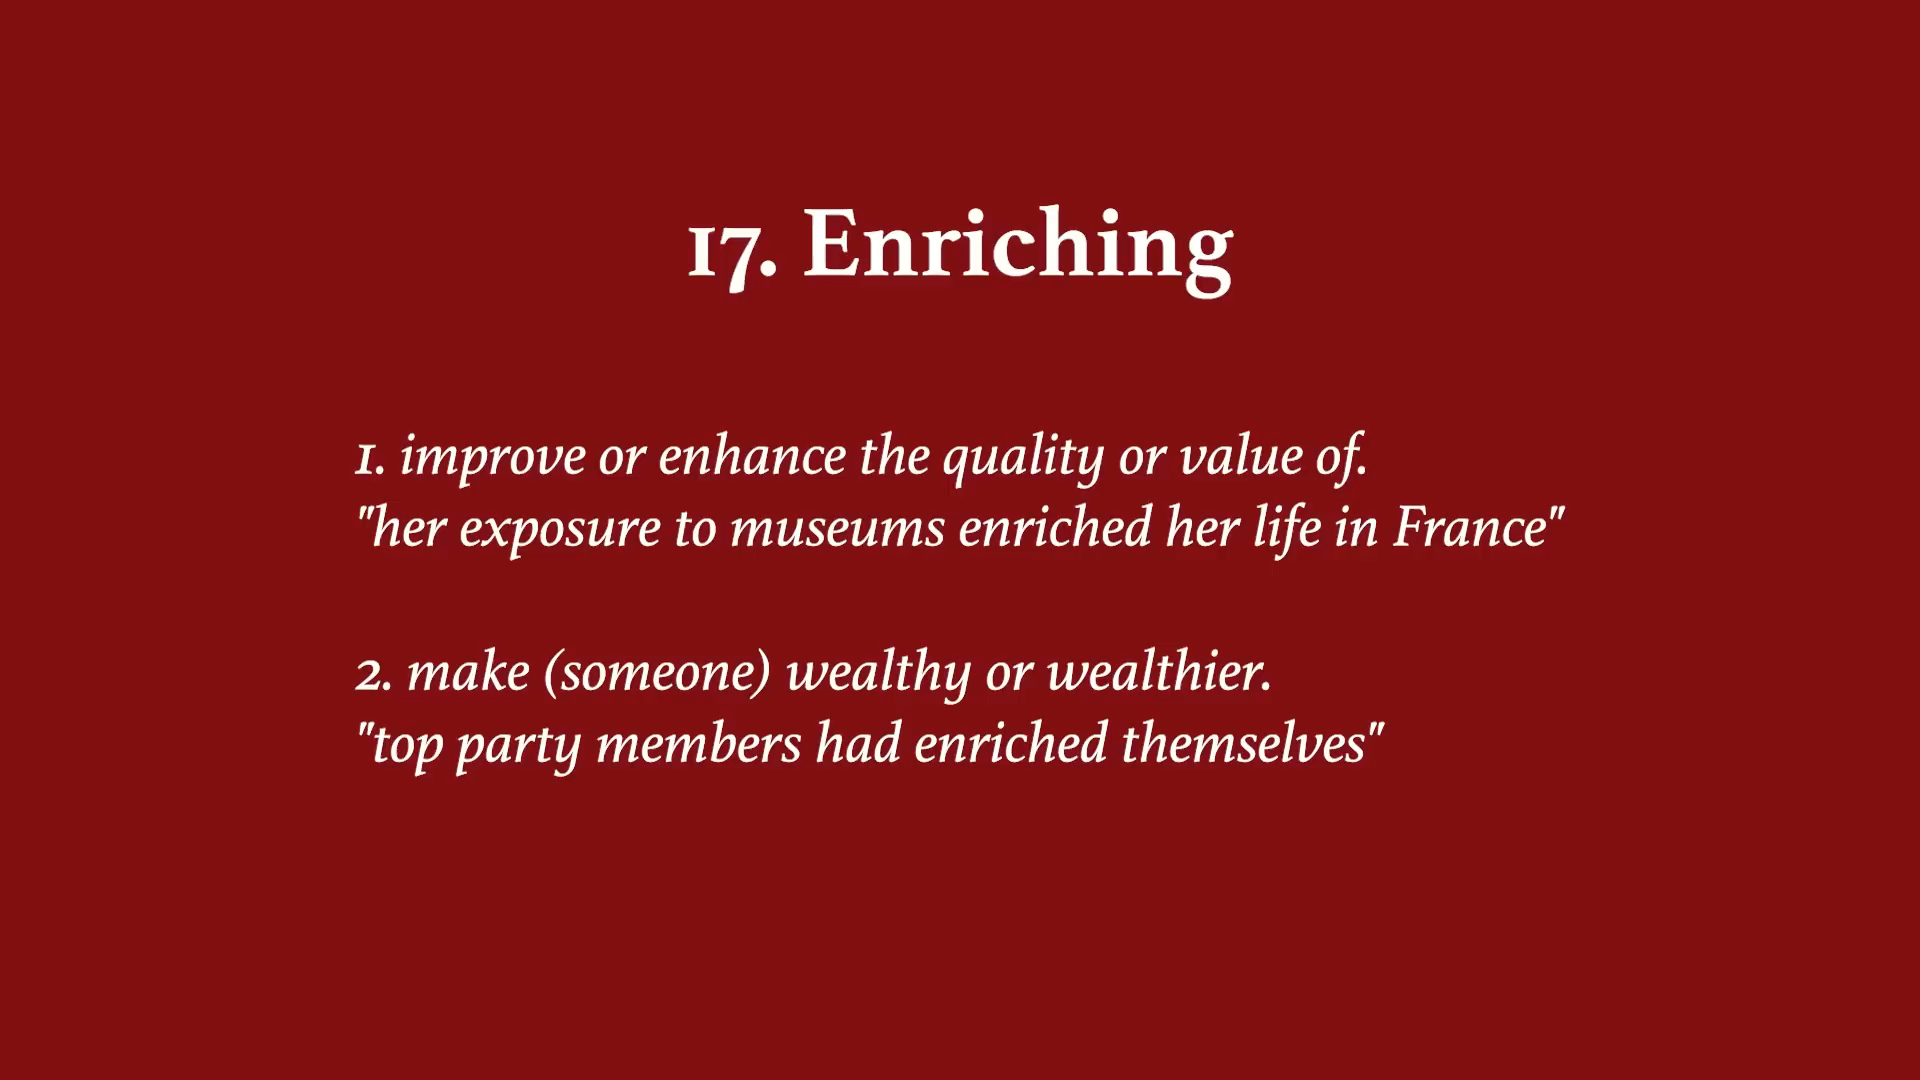 17. Enriching
1. improve or enhance the quality or value of.
"her exposure to museums enriched her life in France"
2. make (someone) wealthy or wealthier.
"top party members had enriched themselves"